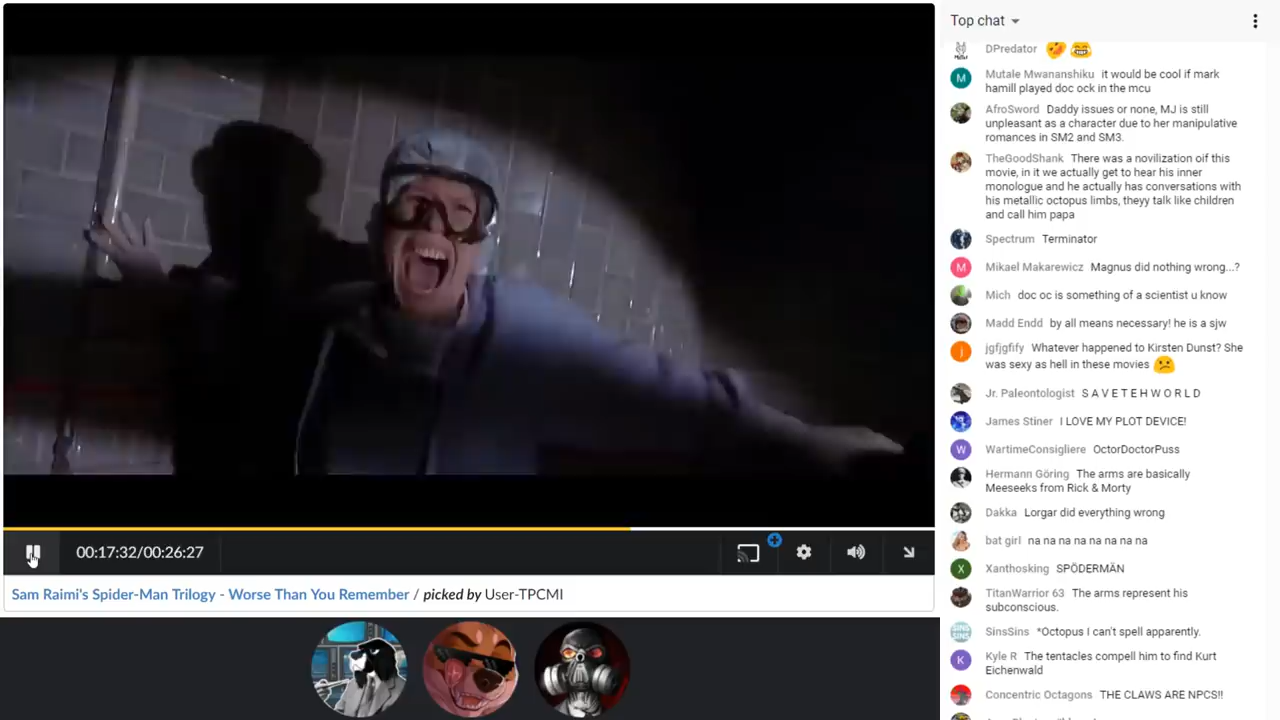 Top chat
DPredator
Mutale Mwananshiku it would be cool if mark
hamill played doc ock in the mcu
AfroSword Daddy issues or none, MJ is still
unpleasant as a character due to her manipulative
romances in SM2 and SM3.
TheGoodShank There was a novilization oif this
movie, in it we actually get to hear his inner
monologue and he actually has conversations with
his metallic octopus limbs, theyy talk like children
and call him papa
Spectrum Terminator
M Mikael Makarewicz Magnus did nothing wrong...?
Mich doc oc is something of a scientist u know
Madd Endd by all means necessary! he is a sjw
j jgfjgfify Whatever happened to Kirsten Dunst? She
was sexy as hell in these movies
Jr. Paleontologist S A V E T E H W O R L D
James Stiner I LOVE MY PLOT DEVICE!
W WartimeConsigliere OctorDoctorPuss
Hermann Göring The arms are basically
Meeseeks from Rick & Morty
Dakka Lorgar did everything wrong
bat girl na na na na na na na na
X Xanthosking SPÖDERMÄN
TitanWarrior 63 The arms represent his
subconscious.
SinsSins *Octopus I can't spell apparently.
K Kyle R The tentacles compell him to find Kurt
Eichenwald
Concentric Octagons THE CLAWS ARE NPCS!!
00:17:32/00:26:27
Sam Raimi's Spider-Man Trilogy - Worse Than You Remember / picked by User-TPCMI